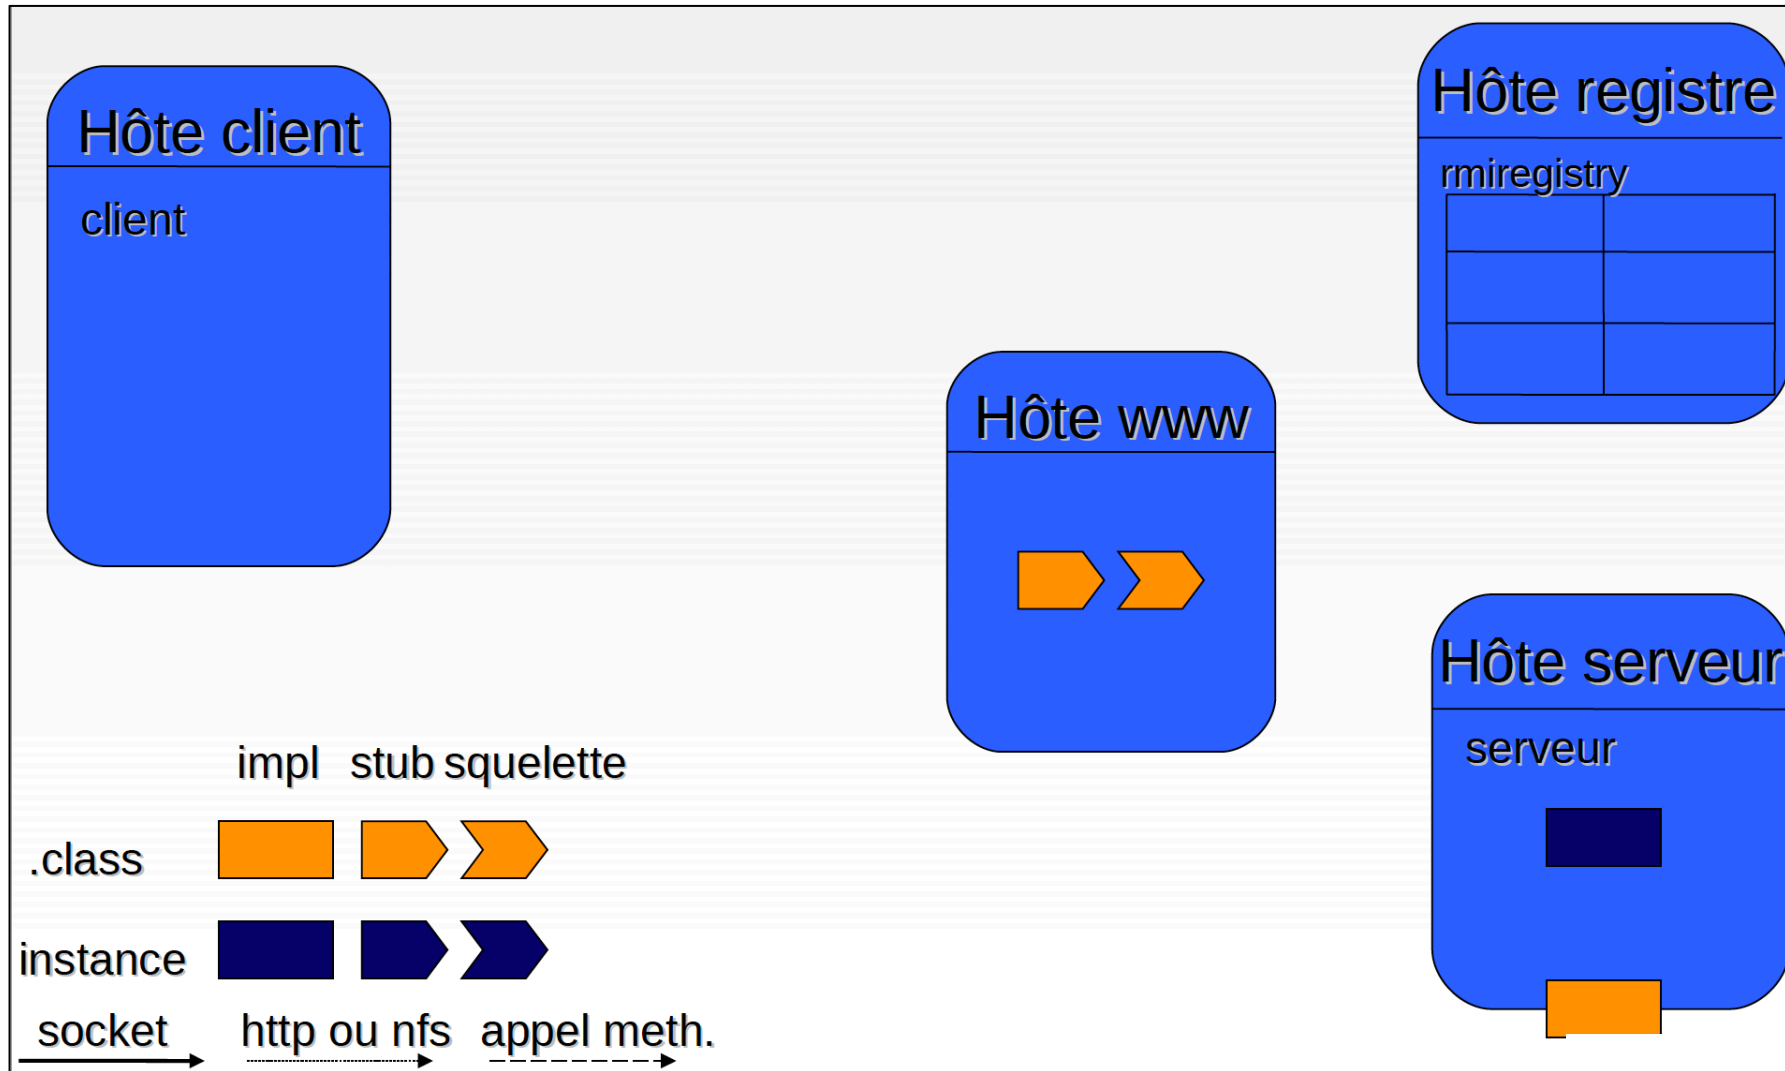 Hôte client
client
Hôte registre
rmiregistry
Hôte www
Hôte serveur
serveur
impl stub squelette
.class
instance
socket http ou nfs appel meth.